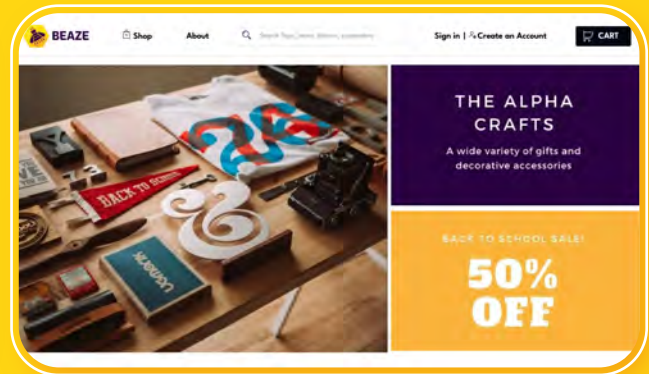 BEAZE
Shop
About
Sign in | Create an Account
CART
BACK TO SCHOOL
&
THE ALPHA
CRAFTS
A wide variety of gifts and
decorative accessories
BACK TO SCHOOL SALE!
50%
OFF